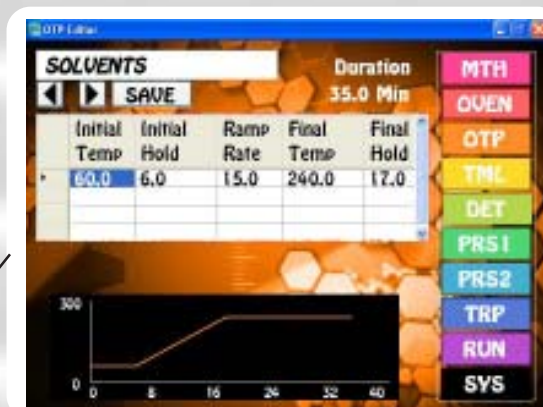 OTP Editor
SOLVENTS
Duration
SAVE
35.0 Min
Initial Temp Initial Hold Ramp Rate Final Temp Final Hold
60.0 6.0 15.0 240.0 17.0
300
0
0 8 16 24 32 40
MTH
OVEN
OTP
TML
DET
PRS1
PRS2
TRP
RUN
SYS